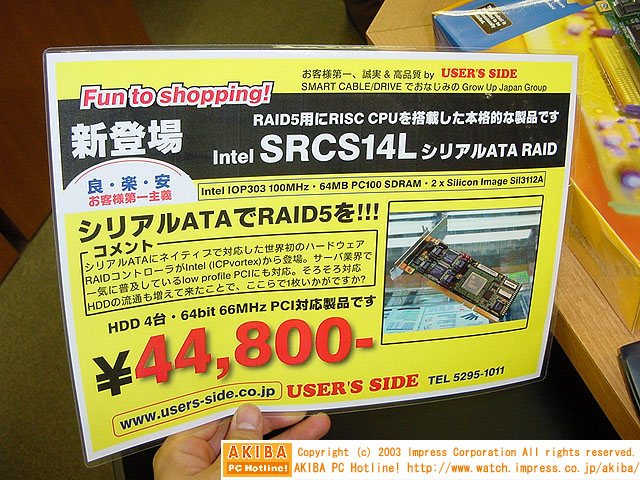 お客様第一、誠実 & 高品質 by USER'S SIDE
SMART CABLE/DRIVE でおなじみの Grow Up Japan Group
Fun to shopping!
新登場
RAID5用にRISC CPUを搭載した本格的な製品です
Intel SRCS14L シリアルATA RAID
良・楽・安
お客様第一主義
Intel IOP303 100MHz・64MB PC100 SDRAM・2 x Silicon Image Sil3112A
シリアルATAでRAID5を!!!
コメント
シリアルATAにネイティブで対応した世界初のハードウェア
RAIDコントローラがIntel (ICPvortex)から登場。サーバ業界で
一気に普及しているlow profile PCIにも対応。そろそろ対応
HDDの流通も増えて来たことで、ここらで1枚いかがですか?
HDD 4台・64bit 66MHz PCI対応製品です
¥44,800-
www.users-side.co.jp USER'S SIDE TEL 5295-1011
AKIBA
PC Hotline!
Copyright (c) 2003 Impress Corporation All rights reserved.
AKIBA PC Hotline! http://www.watch.impress.co.jp/akiba/